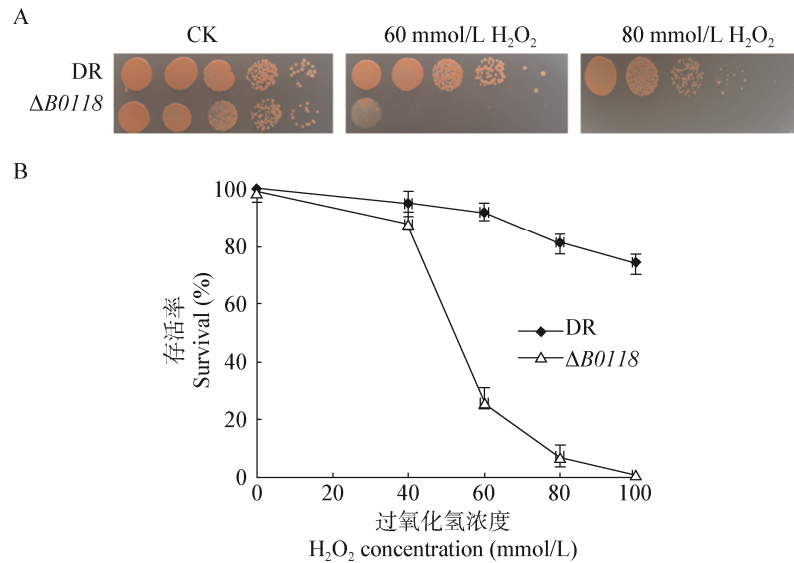 A
CK
60 mmol/L H₂O₂
80 mmol/L H₂O₂
DR
ΔB0118
B
100
80
60
40
20
0
存活率
Survival (%)
DR
ΔB0118
0
20
40
60
80
100
过氧化氢浓度
H₂O₂ concentration (mmol/L)